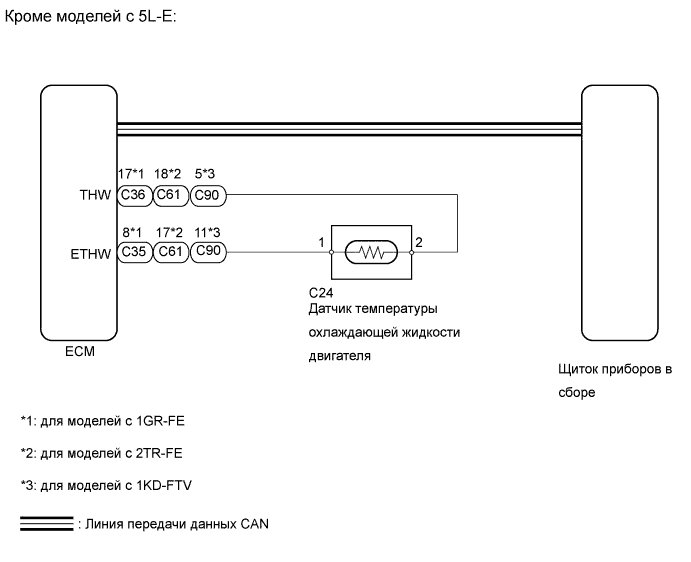 Кроме моделей с 5L-E:
17*1 18*2 5*3
THW C36 C61 C90
8*1 17*2 11*3
ETHW C35 C61 C90
1 2
C24
Датчик температуры
охлаждающей жидкости
двигателя
ECM
Щиток приборов в
сборе
*1: для моделей с 1GR-FE
*2: для моделей с 2TR-FE
*3: для моделей с 1KD-FTV
: Линия передачи данных CAN